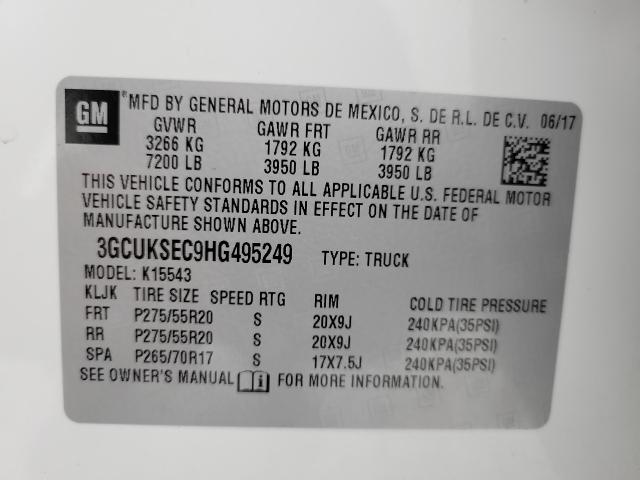 GM
®MFD BY GENERAL MOTORS DE MEXICO, S. DE R.L. DE C.V. 06/17
GVWR GAWR FRT GAWR RR
3266 KG 1792 KG 1792 KG
7200 LB 3950 LB 3950 LB
THIS VEHICLE CONFORMS TO ALL APPLICABLE U.S. FEDERAL MOTOR
VEHICLE SAFETY STANDARDS IN EFFECT ON THE DATE OF
MANUFACTURE SHOWN ABOVE.
3GCUKSEC9HG495249 TYPE: TRUCK
MODEL: K15543
KLJK TIRE SIZE SPEED RTG RIM COLD TIRE PRESSURE
FRT P275/55R20 S 20X9J 240KPA(35PSI)
RR P275/55R20 S 20X9J 240KPA(35PSI)
SPA P265/70R17 S 17X7.5J 240KPA(35PSI)
SEE OWNER'S MANUAL FOR MORE INFORMATION.